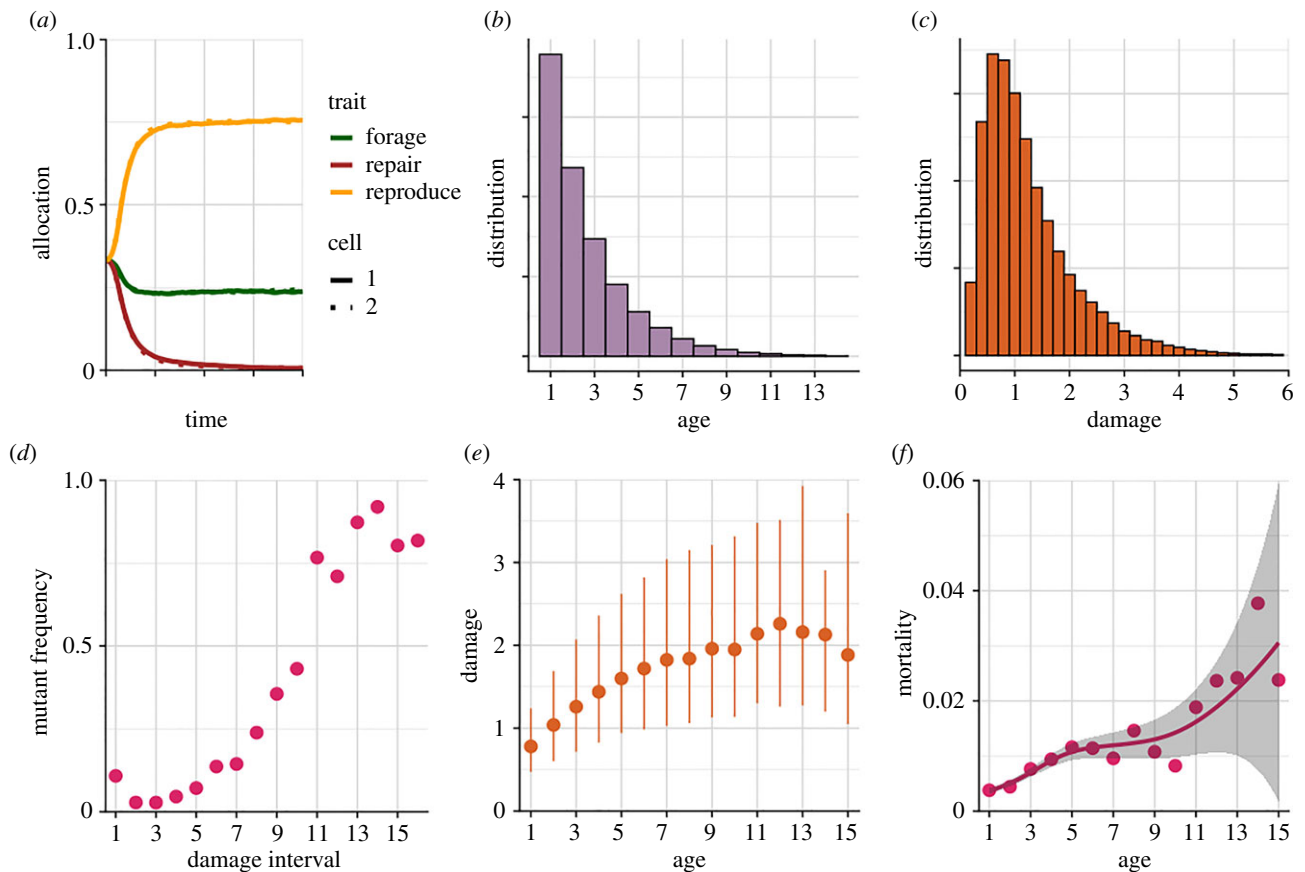 (a)
1.0
0.5
0
allocation
time
trait
forage
repair
reproduce
cell
1
2
(b)
distribution
1 3 5 7 9 11 13
age
(c)
distribution
0 1 2 3 4 5 6
damage
(d)
1.0
0.5
0
mutant frequency
1 3 5 7 9 11 13 15
damage interval
(e)
4
3
2
1
0
damage
1 3 5 7 9 11 13 15
age
(f)
0.06
0.04
0.02
0
mortality
1 3 5 7 9 11 13 15
age